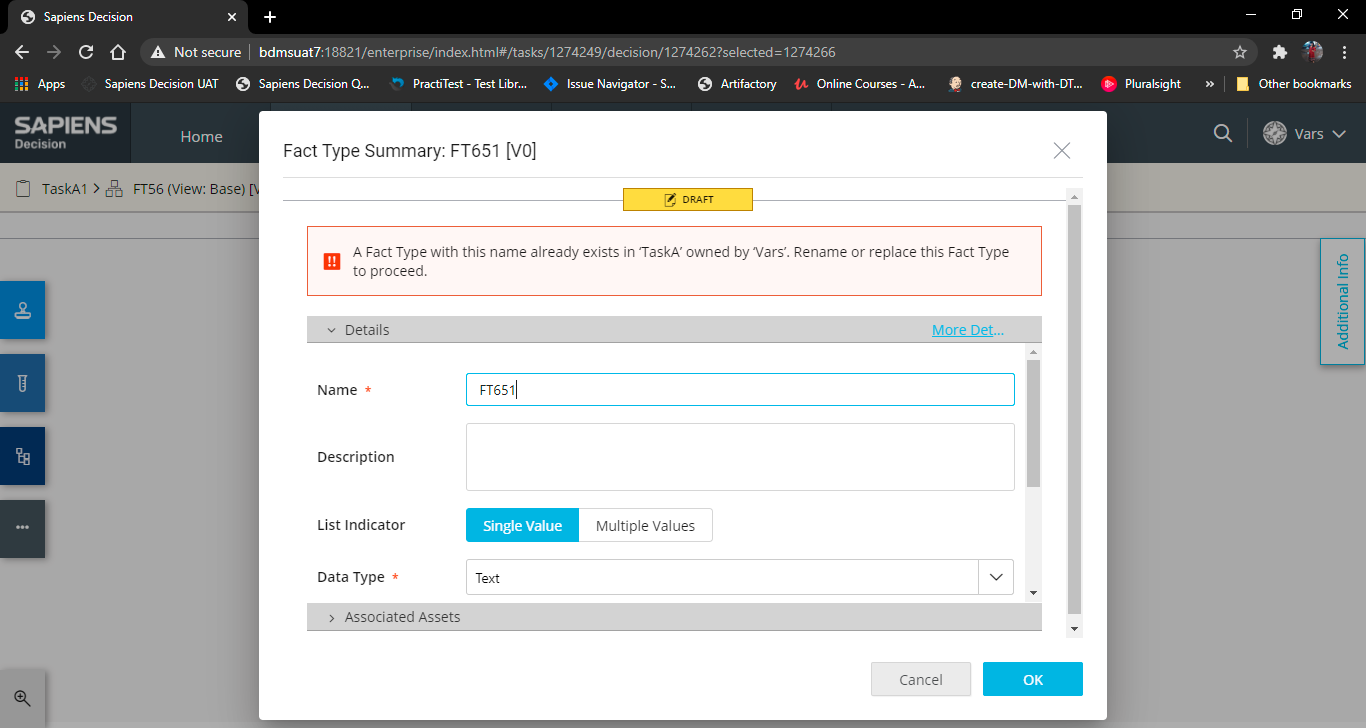 Sapiens Decision
Not secure
bdmsuat7:18821/enterprise/index.html#/tasks/1274249/decision/1274262?selected=1274266
Apps
Sapiens Decision UAT
Sapiens Decision Q...
PractiTest - Test Libr...
Issue Navigator - S...
Artifactory
Online Courses - A...
create-DM-with-DT...
Pluralsight
»
Other bookmarks
SAPIENS
Decision
Home
Vars
TaskA1
FT56 (View: Base) [V
Fact Type Summary: FT651 [V0]
DRAFT
A Fact Type with this name already exists in ‘TaskA’ owned by ‘Vars’. Rename or replace this Fact Type
to proceed.
Details
More Det...
Name *
FT651
Description
List Indicator
Single Value
Multiple Values
Data Type *
Text
Associated Assets
Cancel
OK
Additional Info